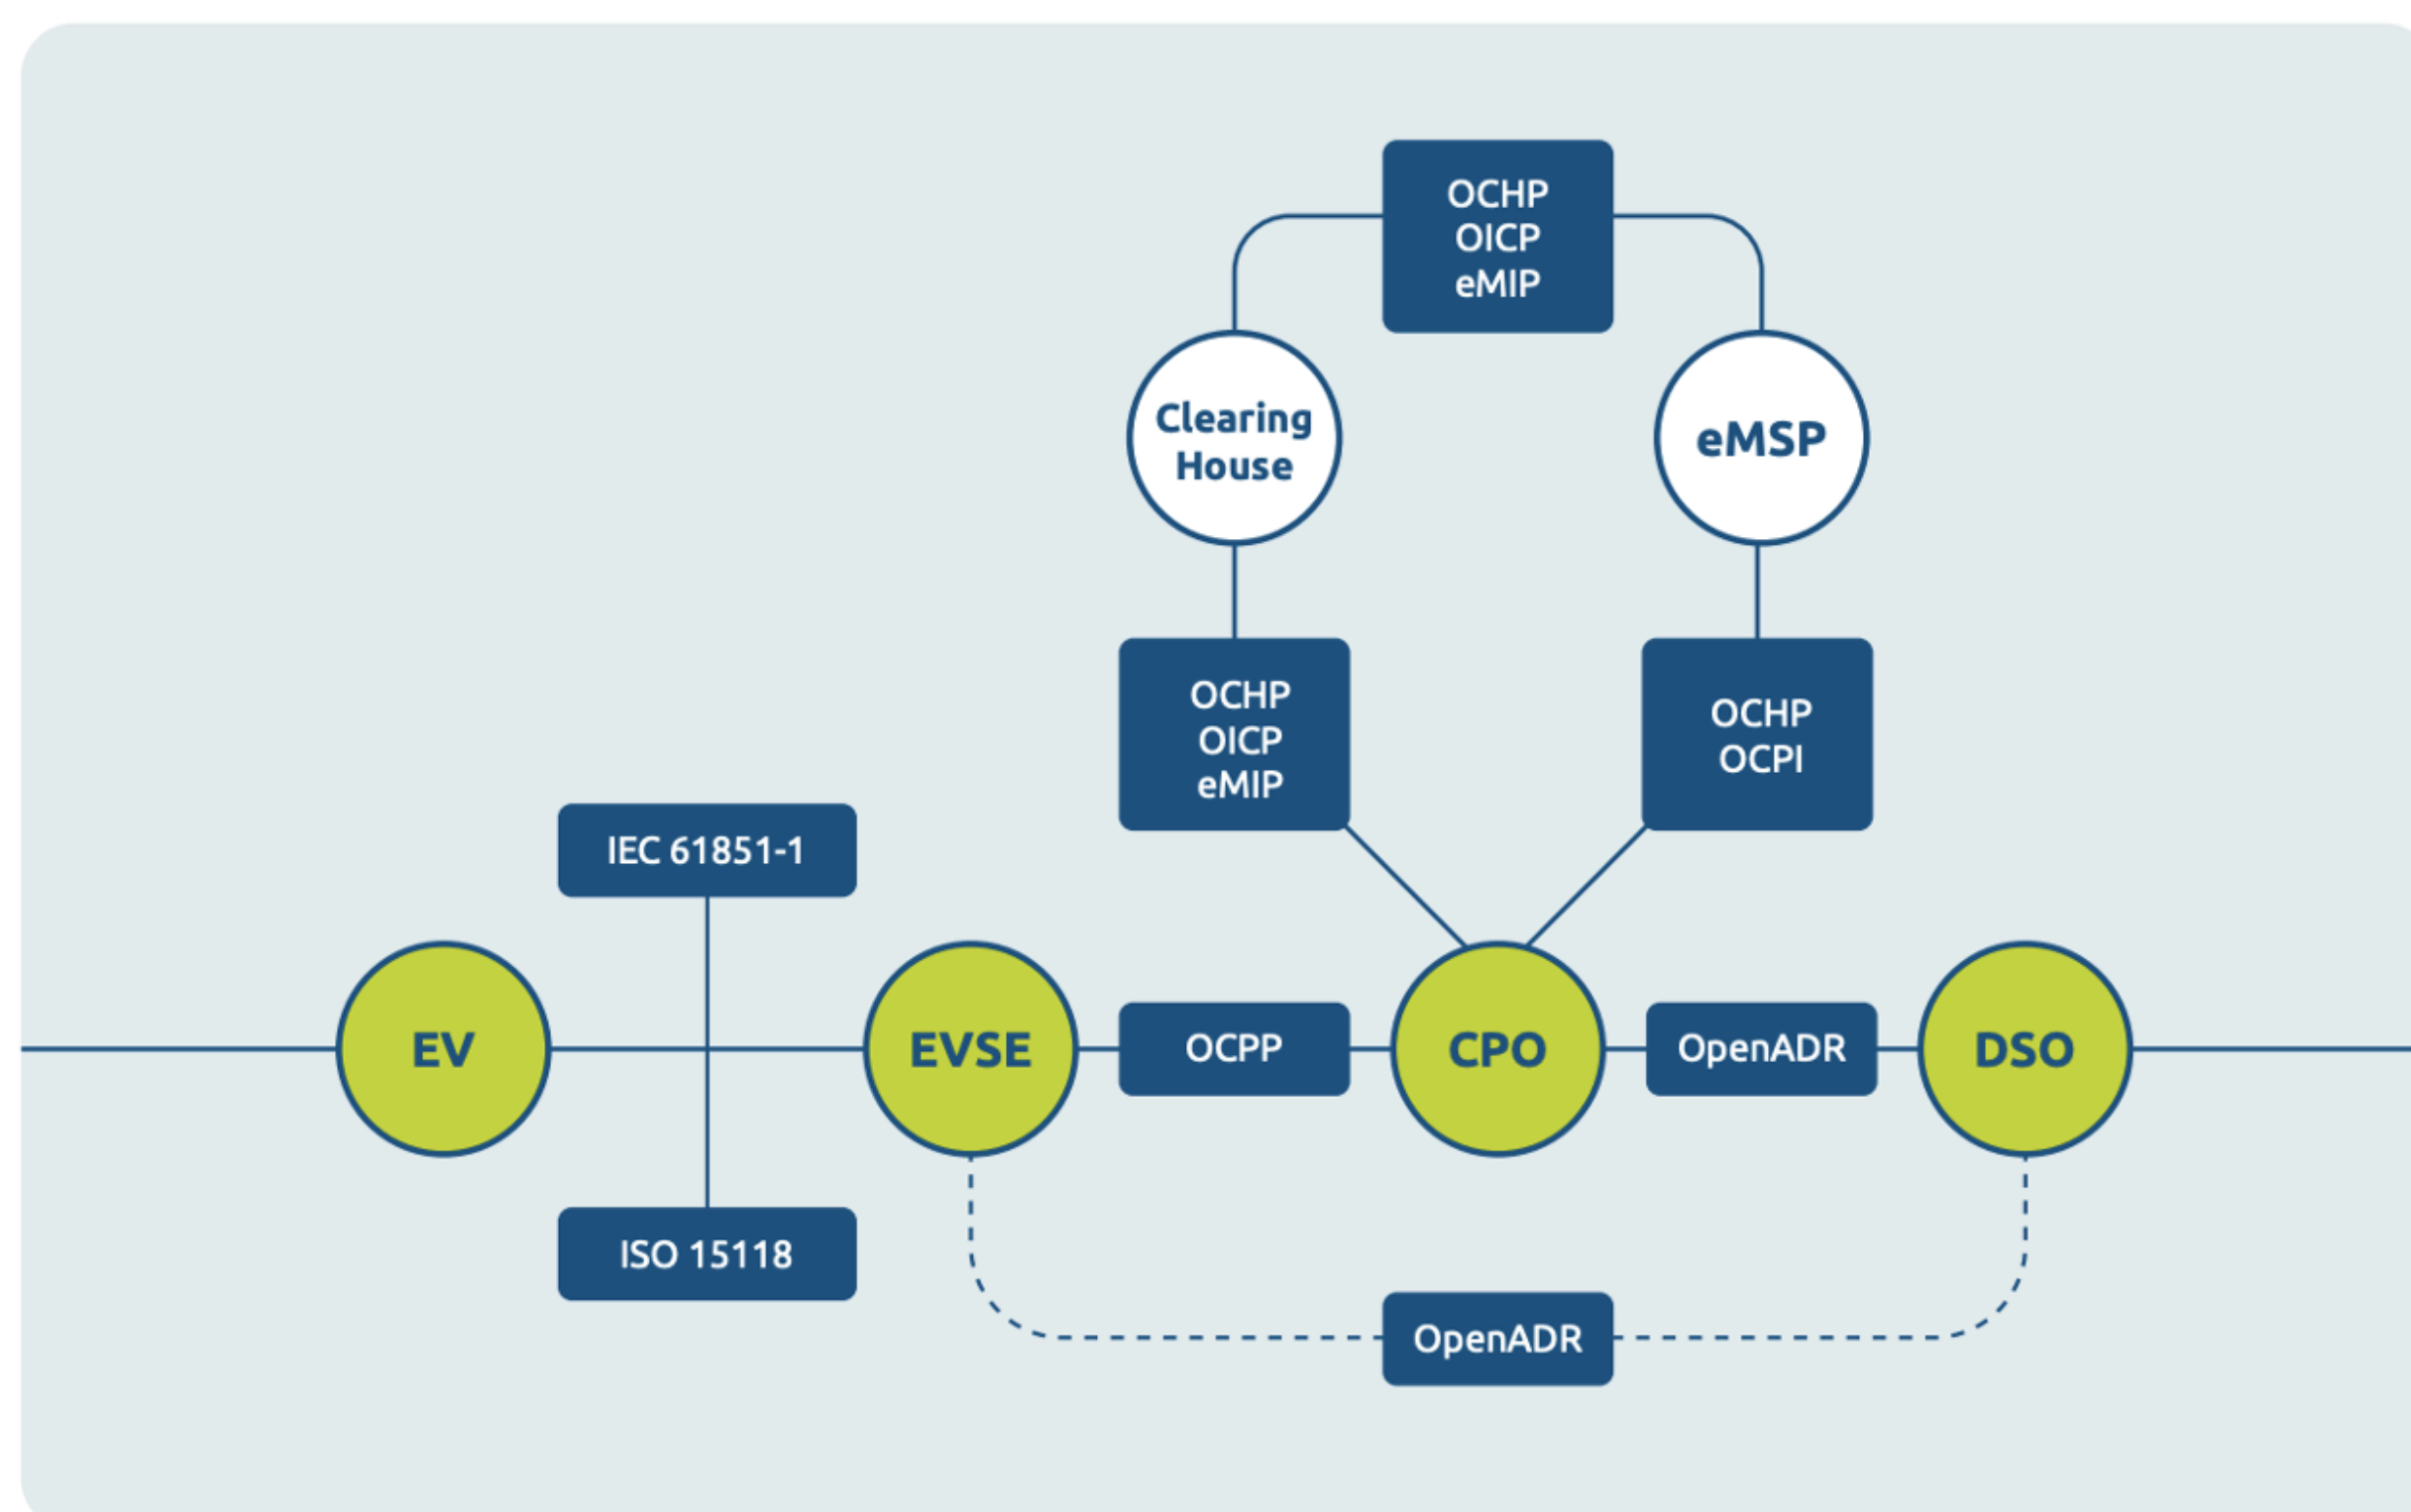 OCHP
OICP
eMIP
Clearing
House
eMSP
OCHP
OICP
eMIP
OCHP
OCPI
IEC 61851-1
EV
EVSE
OCPP
CPO
OpenADR
DSO
ISO 15118
OpenADR